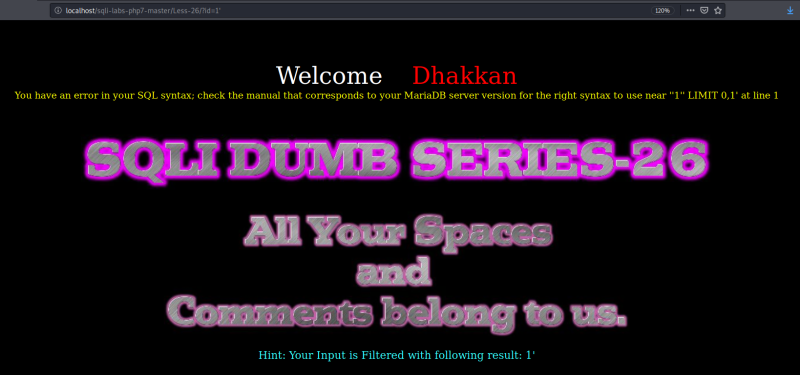 localhost/sqli-labs-php7-master/Less-26/?id=1'
120%
Welcome Dhakkan
You have an error in your SQL syntax; check the manual that corresponds to your MariaDB server version for the right syntax to use near ''1'' LIMIT 0,1' at line 1
SQLI DUMB SERIES-26
All Your Spaces
and
Comments belong to us.
Hint: Your Input is Filtered with following result: 1'